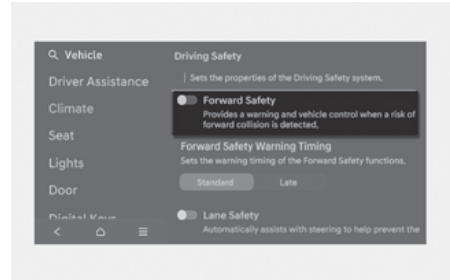 Vehicle
Driver Assistance
Climate
Seat
Lights
Door
Digital Keys
Driving Safety
Sets the properties of the Driving Safety system.
Forward Safety
Provides a warning and vehicle control when a risk of
forward collision is detected.
Forward Safety Warning Timing
Sets the warning timing of the Forward Safety functions.
Standard Late
Lane Safety
Automatically assists with steering to help prevent the